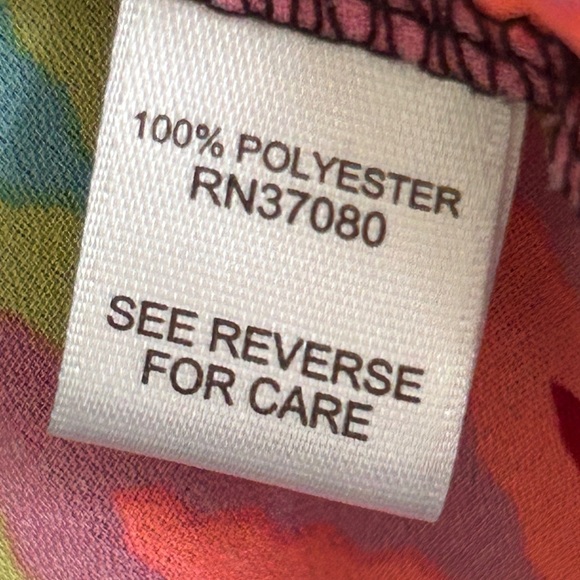 100% POLYESTER
RN37080
SEE REVERSE
FOR CARE